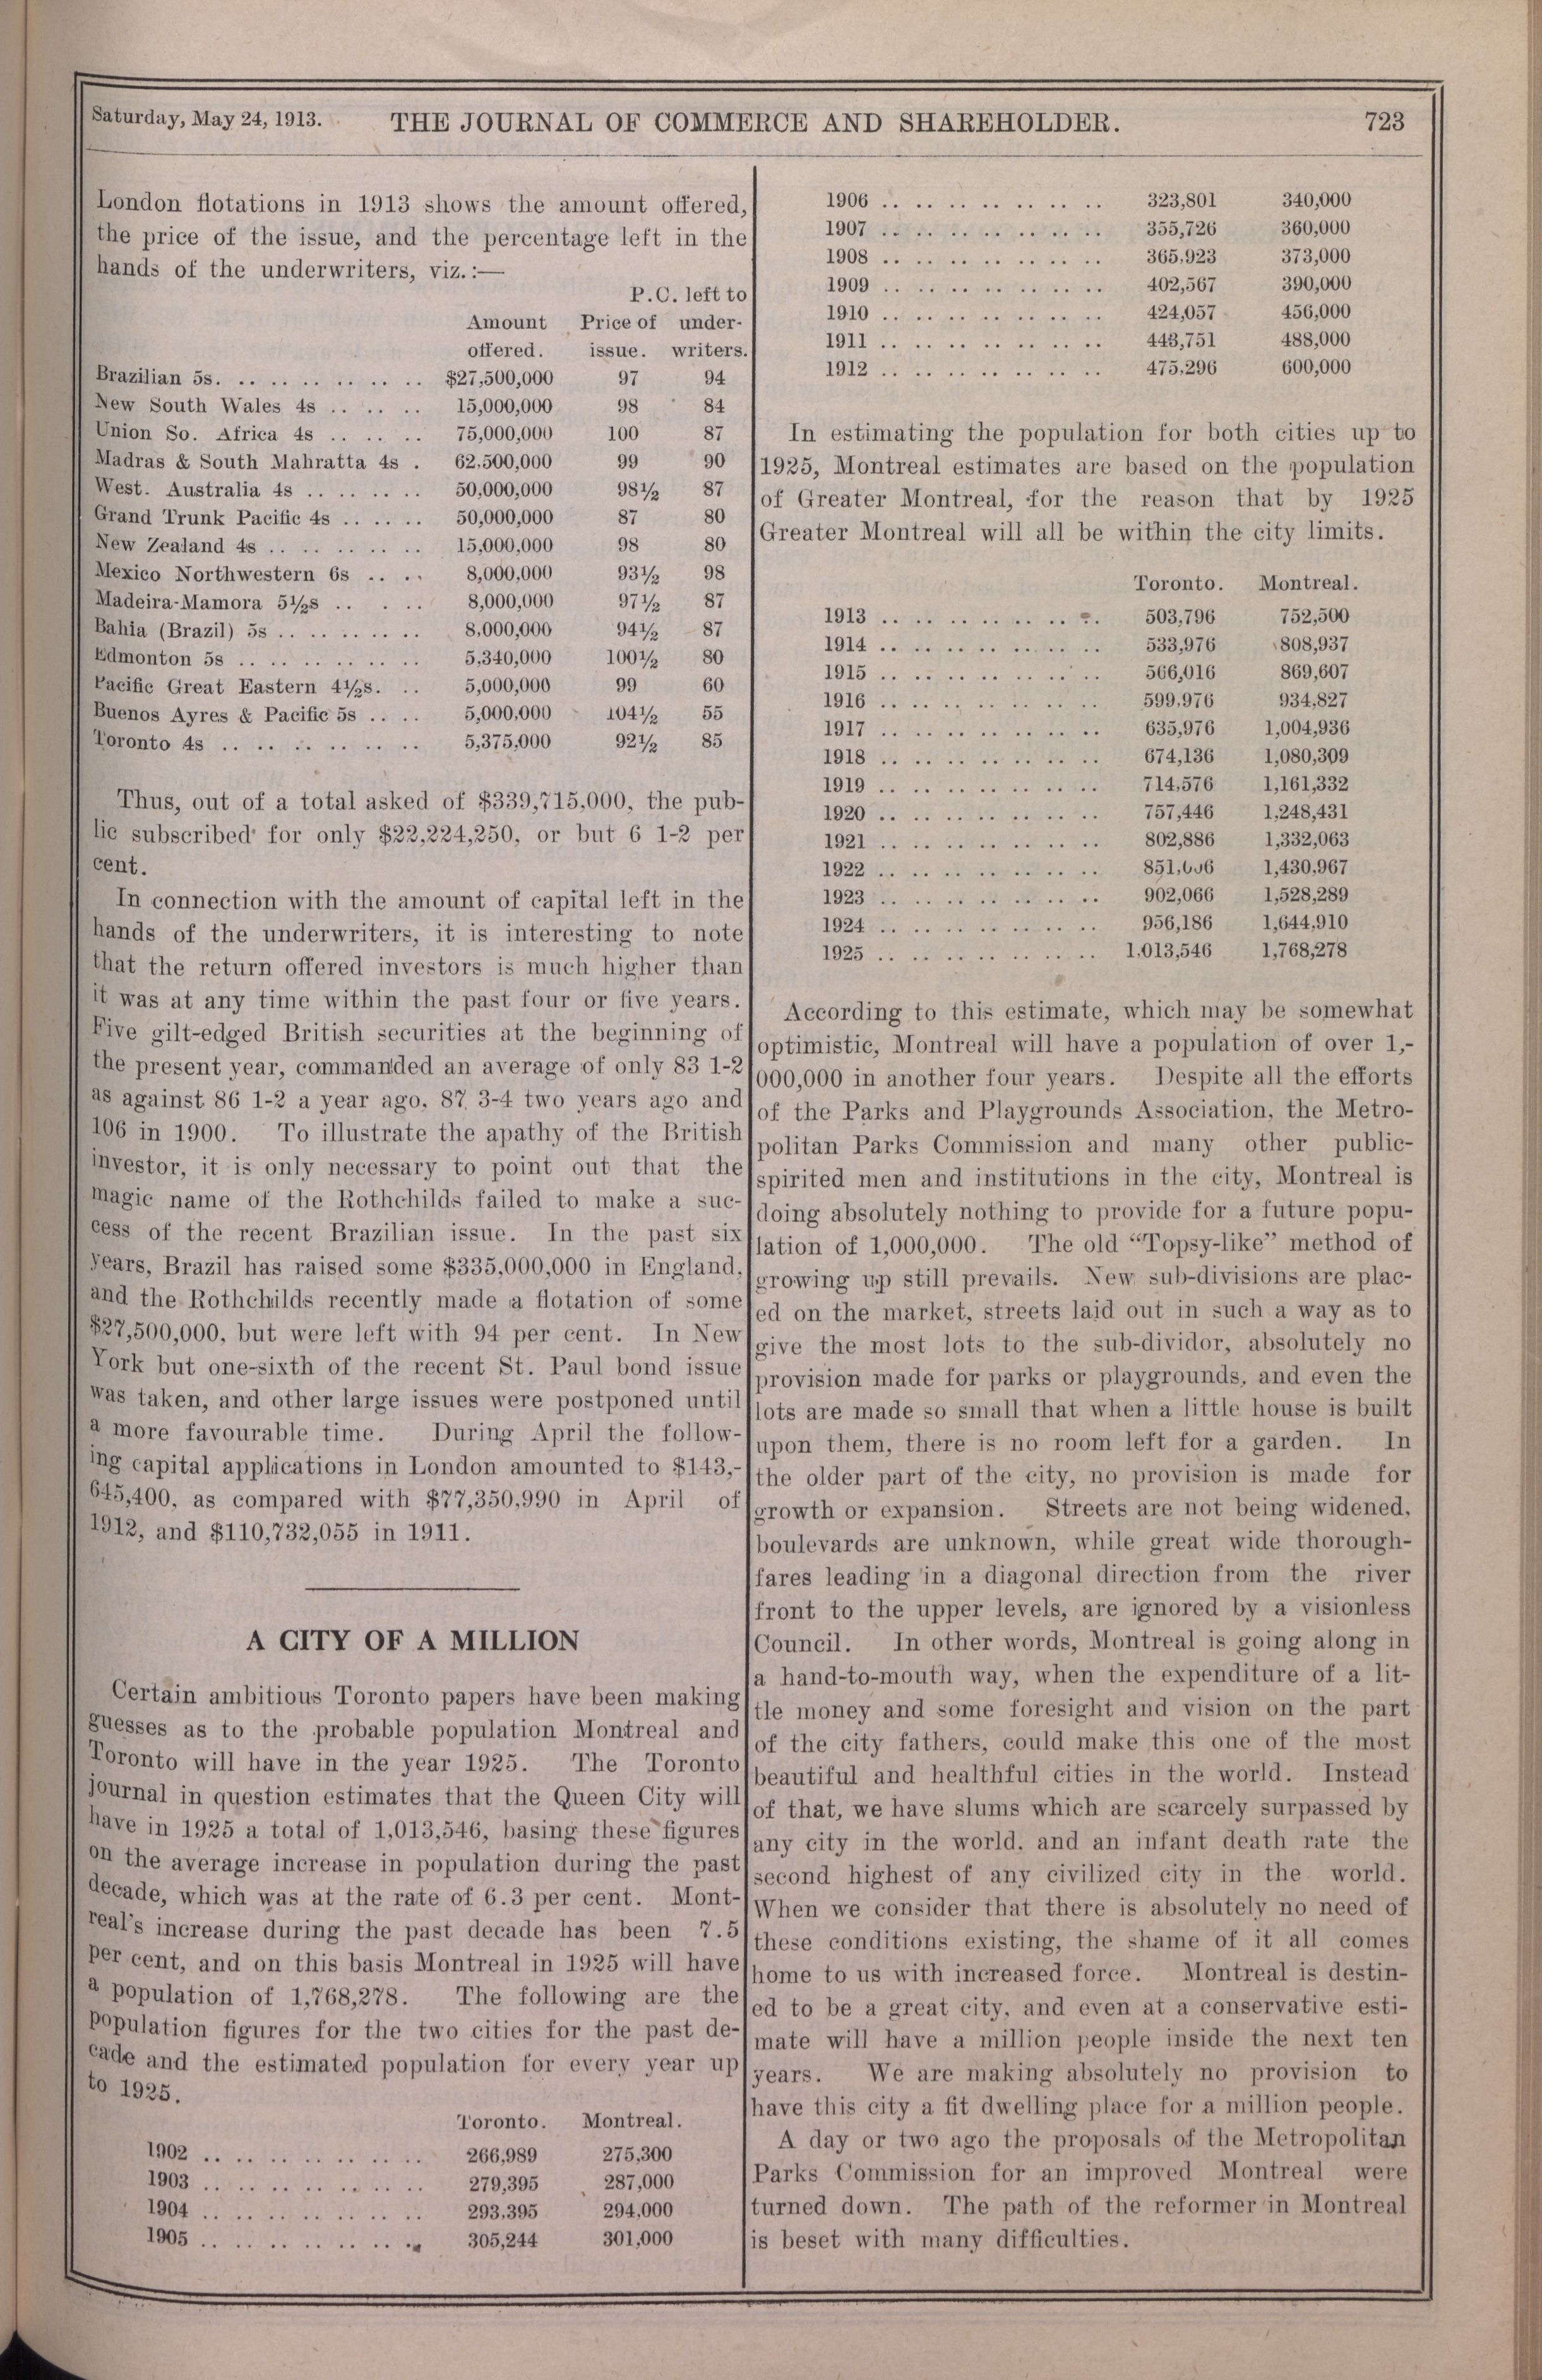 Saturday, May 24, 1913. THE JOURNAL OF COMMERCE AND SHAREHOLDER. 723
London flotations in 1913 shows the amount offered,
the price of the issue, and the percentage left in the
hands of the underwriters, viz.:—
P.C. left to
Amount Price of under-
offered. issue. writers.
Brazilian 5s. .. .. .. .. .. .. $27,500,000 97 94
New South Wales 4s .. .. .. 15,000,000 98 84
Union So. Africa 4s .. .. .. 75,000,000 100 87
Madras & South Mahratta 4s . 62,500,000 99 90
West. Australia 4s .. .. .. .. 50,000,000 98½ 87
Grand Trunk Pacific 4s .. .. .. 50,000,000 87 80
New Zealand 4s .. .. .. .. .. 15,000,000 98 80
Mexico Northwestern 6s .. .. 8,000,000 93½ 98
Madeira-Mamora 5½s .. .. .. 8,000,000 97½ 87
Bahia (Brazil) 5s .. .. .. .. .. 8,000,000 94½ 87
Edmonton 5s .. .. .. .. .. .. 5,340,000 100½ 80
Pacific Great Eastern 4½s. .. 5,000,000 99 60
Buenos Ayres & Pacific 5s .. .. 5,000,000 104½ 55
Toronto 4s .. .. .. .. .. .. .. 5,375,000 92½ 85
Thus, out of a total asked of $339,715,000, the pub-
lic subscribed for only $22,224,250, or but 6 1-2 per
cent.
In connection with the amount of capital left in the
hands of the underwriters, it is interesting to note
that the return offered investors is much higher than
it was at any time within the past four or five years.
Five gilt-edged British securities at the beginning of
the present year, commanded an average of only 83 1-2
as against 86 1-2 a year ago, 87 3-4 two years ago and
106 in 1900. To illustrate the apathy of the British
investor, it is only necessary to point out that the
magic name of the Rothchilds failed to make a suc-
cess of the recent Brazilian issue. In the past six
years, Brazil has raised some $335,000,000 in England,
and the Rothchilds recently made a flotation of some
$27,500,000, but were left with 94 per cent. In New
York but one-sixth of the recent St. Paul bond issue
was taken, and other large issues were postponed until
a more favourable time. During April the follow-
ing capital applications in London amounted to $143,-
645,400, as compared with $77,350,990 in April of
1912, and $110,732,055 in 1911.
A CITY OF A MILLION
Certain ambitious Toronto papers have been making
guesses as to the probable population Montreal and
Toronto will have in the year 1925. The Toronto
journal in question estimates that the Queen City will
have in 1925 a total of 1,013,546, basing these figures
on the average increase in population during the past
decade, which was at the rate of 6.3 per cent. Mont-
real's increase during the past decade has been 7.5
per cent, and on this basis Montreal in 1925 will have
a population of 1,768,278. The following are the
population figures for the two cities for the past de-
cade and the estimated population for every year up
to 1925.
Toronto. Montreal.
1902 .. .. .. .. .. .. .. 266,989 275,300
1903 .. .. .. .. .. .. .. 279,395 287,000
1904 .. .. .. .. .. .. .. 293,395 294,000
1905 .. .. .. .. .. .. .. 305,244 301,000
1906 .. .. .. .. .. .. .. 323,801 340,000
1907 .. .. .. .. .. .. .. 355,726 360,000
1908 .. .. .. .. .. .. .. 365,923 373,000
1909 .. .. .. .. .. .. .. 402,567 390,000
1910 .. .. .. .. .. .. .. 424,057 456,000
1911 .. .. .. .. .. .. .. 443,751 488,000
1912 .. .. .. .. .. .. .. 475,296 600,000
In estimating the population for both cities up to
1925, Montreal estimates are based on the population
of Greater Montreal, for the reason that by 1925
Greater Montreal will all be within the city limits.
Toronto. Montreal.
1913 .. .. .. .. .. .. .. 503,796 752,500
1914 .. .. .. .. .. .. .. 533,976 808,937
1915 .. .. .. .. .. .. .. 566,016 869,607
1916 .. .. .. .. .. .. .. 599,976 934,827
1917 .. .. .. .. .. .. .. 635,976 1,004,936
1918 .. .. .. .. .. .. .. 674,136 1,080,309
1919 .. .. .. .. .. .. .. 714,576 1,161,332
1920 .. .. .. .. .. .. .. 757,446 1,248,431
1921 .. .. .. .. .. .. .. 802,886 1,332,063
1922 .. .. .. .. .. .. .. 1,430,967
1923 .. .. .. .. .. .. .. 902,066 1,528,289
1924 .. .. .. .. .. .. .. 956,186 1,644,910
1925 .. .. .. .. .. .. .. 1,013,546 1,768,278
According to this estimate, which may be somewhat
optimistic, Montreal will have a population of over 1,-
000,000 in another four years. Despite all the efforts
of the Parks and Playgrounds Association, the Metro-
politan Parks Commission and many other public-
spirited men and institutions in the city, Montreal is
doing absolutely nothing to provide for a future popu-
lation of 1,000,000. The old "Topsy-like" method of
growing up still prevails. New sub-divisions are plac-
ed on the market, streets laid out in such a way as to
give the most lots to the sub-dividor, absolutely no
provision made for parks or playgrounds, and even the
lots are made so small that when a little house is built
upon them, there is no room left for a garden. In
the older part of the city, no provision is made for
growth or expansion. Streets are not being widened,
boulevards are unknown, while great wide thorough-
fares leading in a diagonal direction from the river
front to the upper levels, are ignored by a visionless
Council. In other words, Montreal is going along in
a hand-to-mouth way, when the expenditure of a lit-
tle money and some foresight and vision on the part
of the city fathers, could make this one of the most
beautiful and healthful cities in the world. Instead
of that, we have slums which are scarcely surpassed by
any city in the world, and an infant death rate the
second highest of any civilized city in the world.
When we consider that there is absolutely no need of
these conditions existing, the shame of it all comes
home to us with increased force. Montreal is destin-
ed to be a great city, and even at a conservative esti-
mate will have a million people inside the next ten
years. We are making absolutely no provision to
have this city a fit dwelling place for a million people.
A day or two ago the proposals of the Metropolitan
Parks Commission for an improved Montreal were
turned down. The path of the reformer in Montreal
is beset with many difficulties.